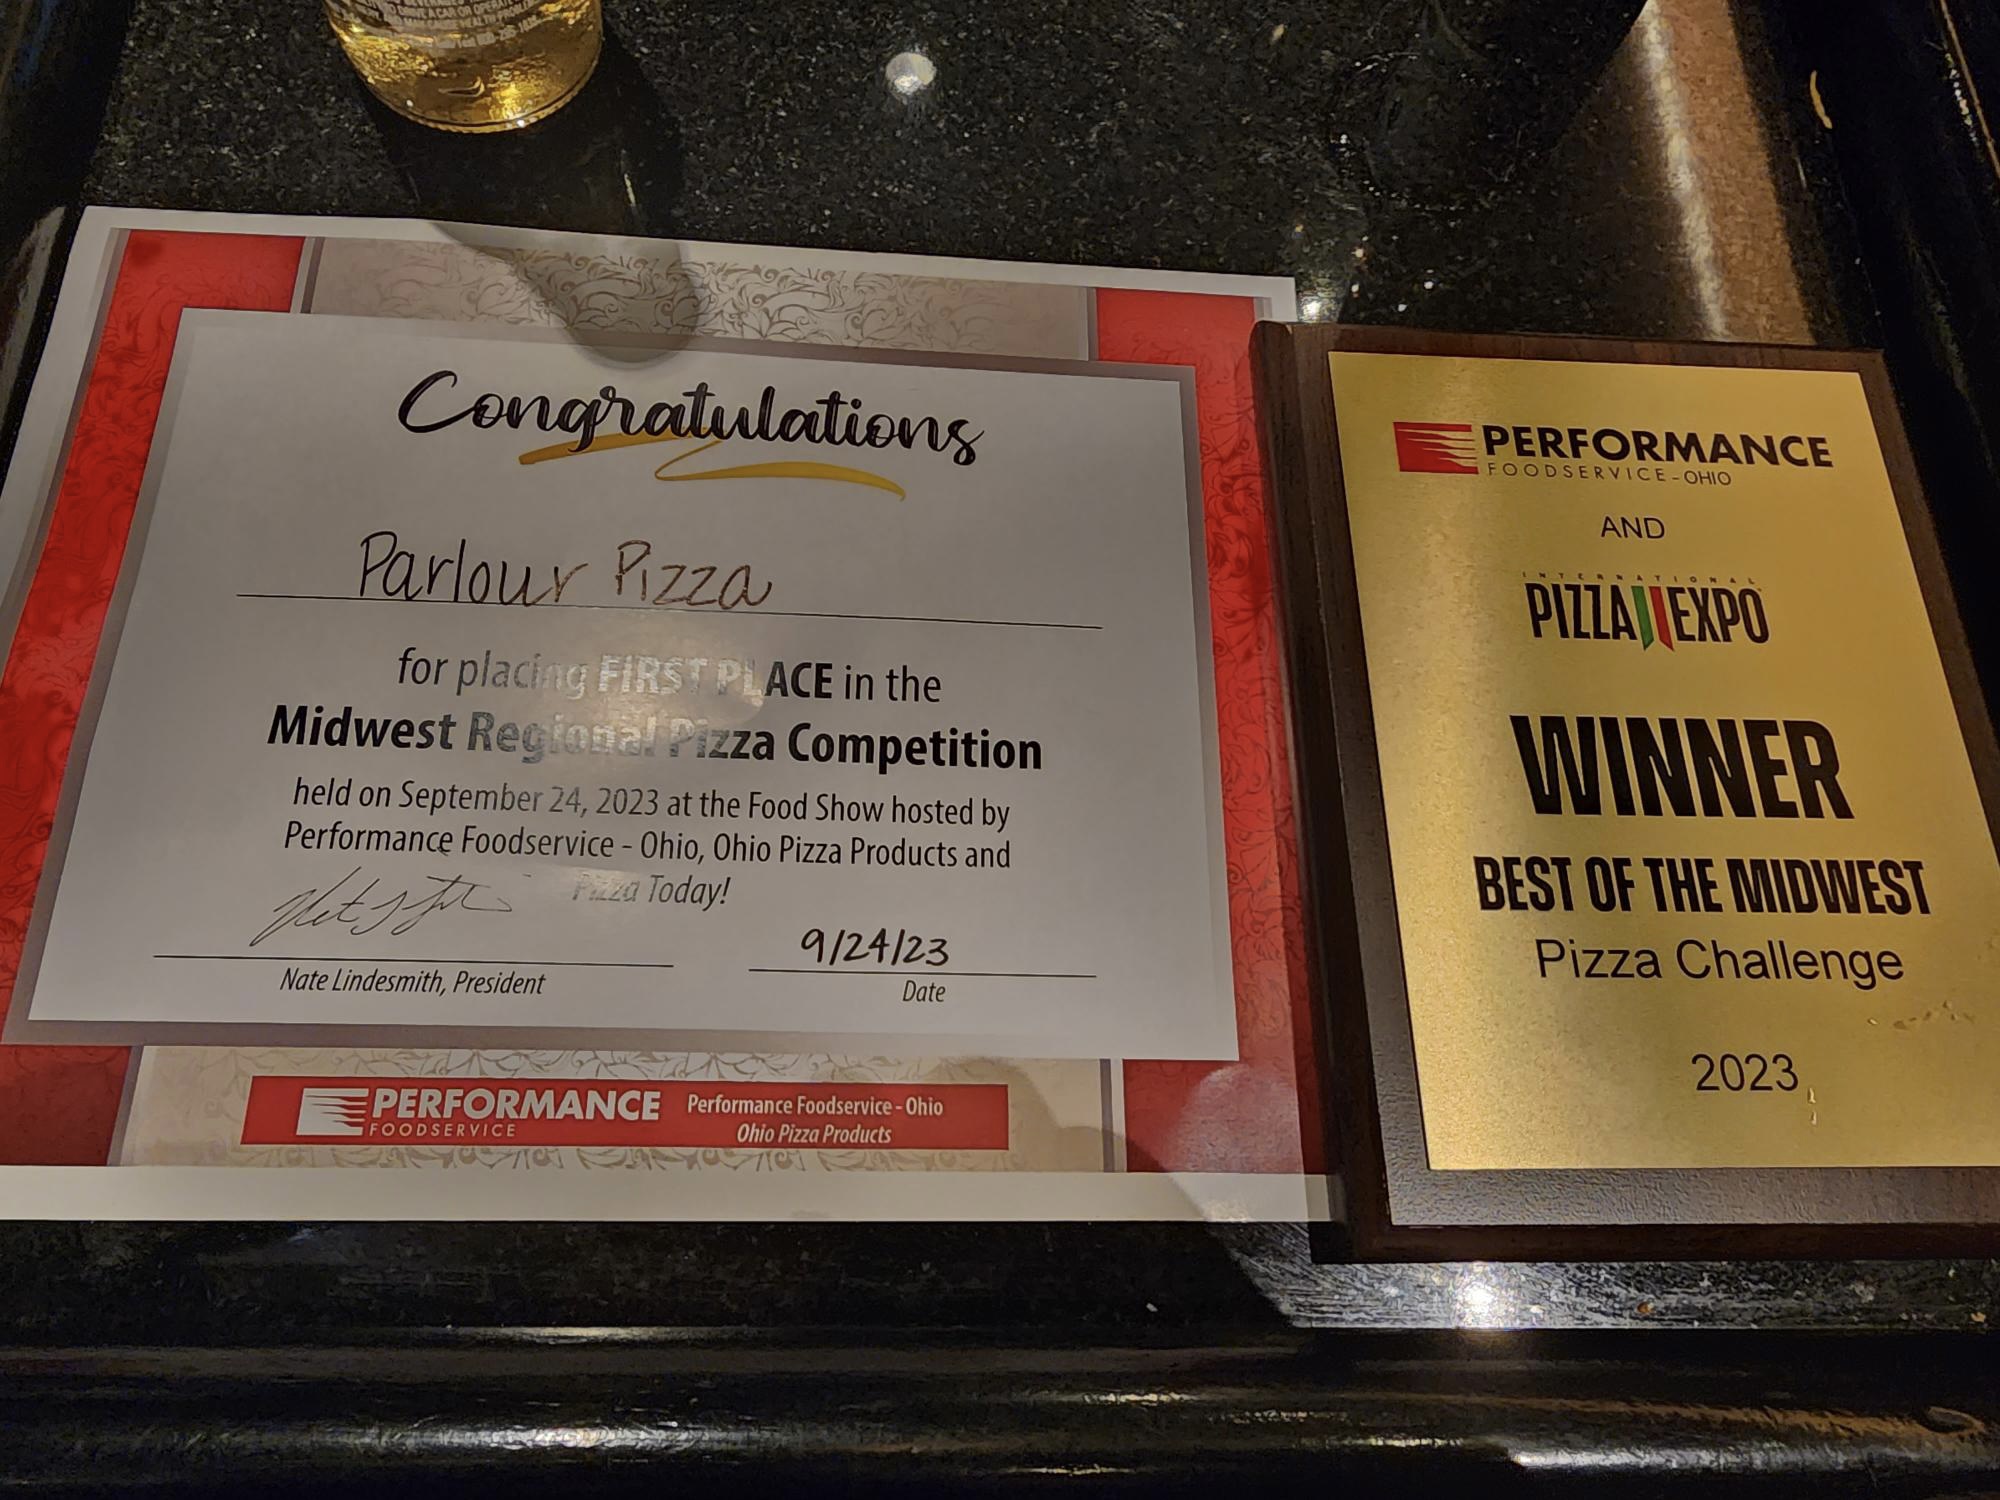 Congratulations
Parlour Pizza
for placing FIRST PLACE in the
Midwest Regional Pizza Competition
held on September 24, 2023 at the Food Show hosted by
Performance Foodservice - Ohio, Ohio Pizza Products and
Pizza Today!
9/24/23
Nate Lindesmith, President
Date
PERFORMANCE
FOODSERVICE
Performance Foodservice - Ohio
Ohio Pizza Products
PERFORMANCE
FOODSERVICE - OHIO
AND
INTERNATIONAL
PIZZA EXPO
WINNER
BEST OF THE MIDWEST
Pizza Challenge
2023